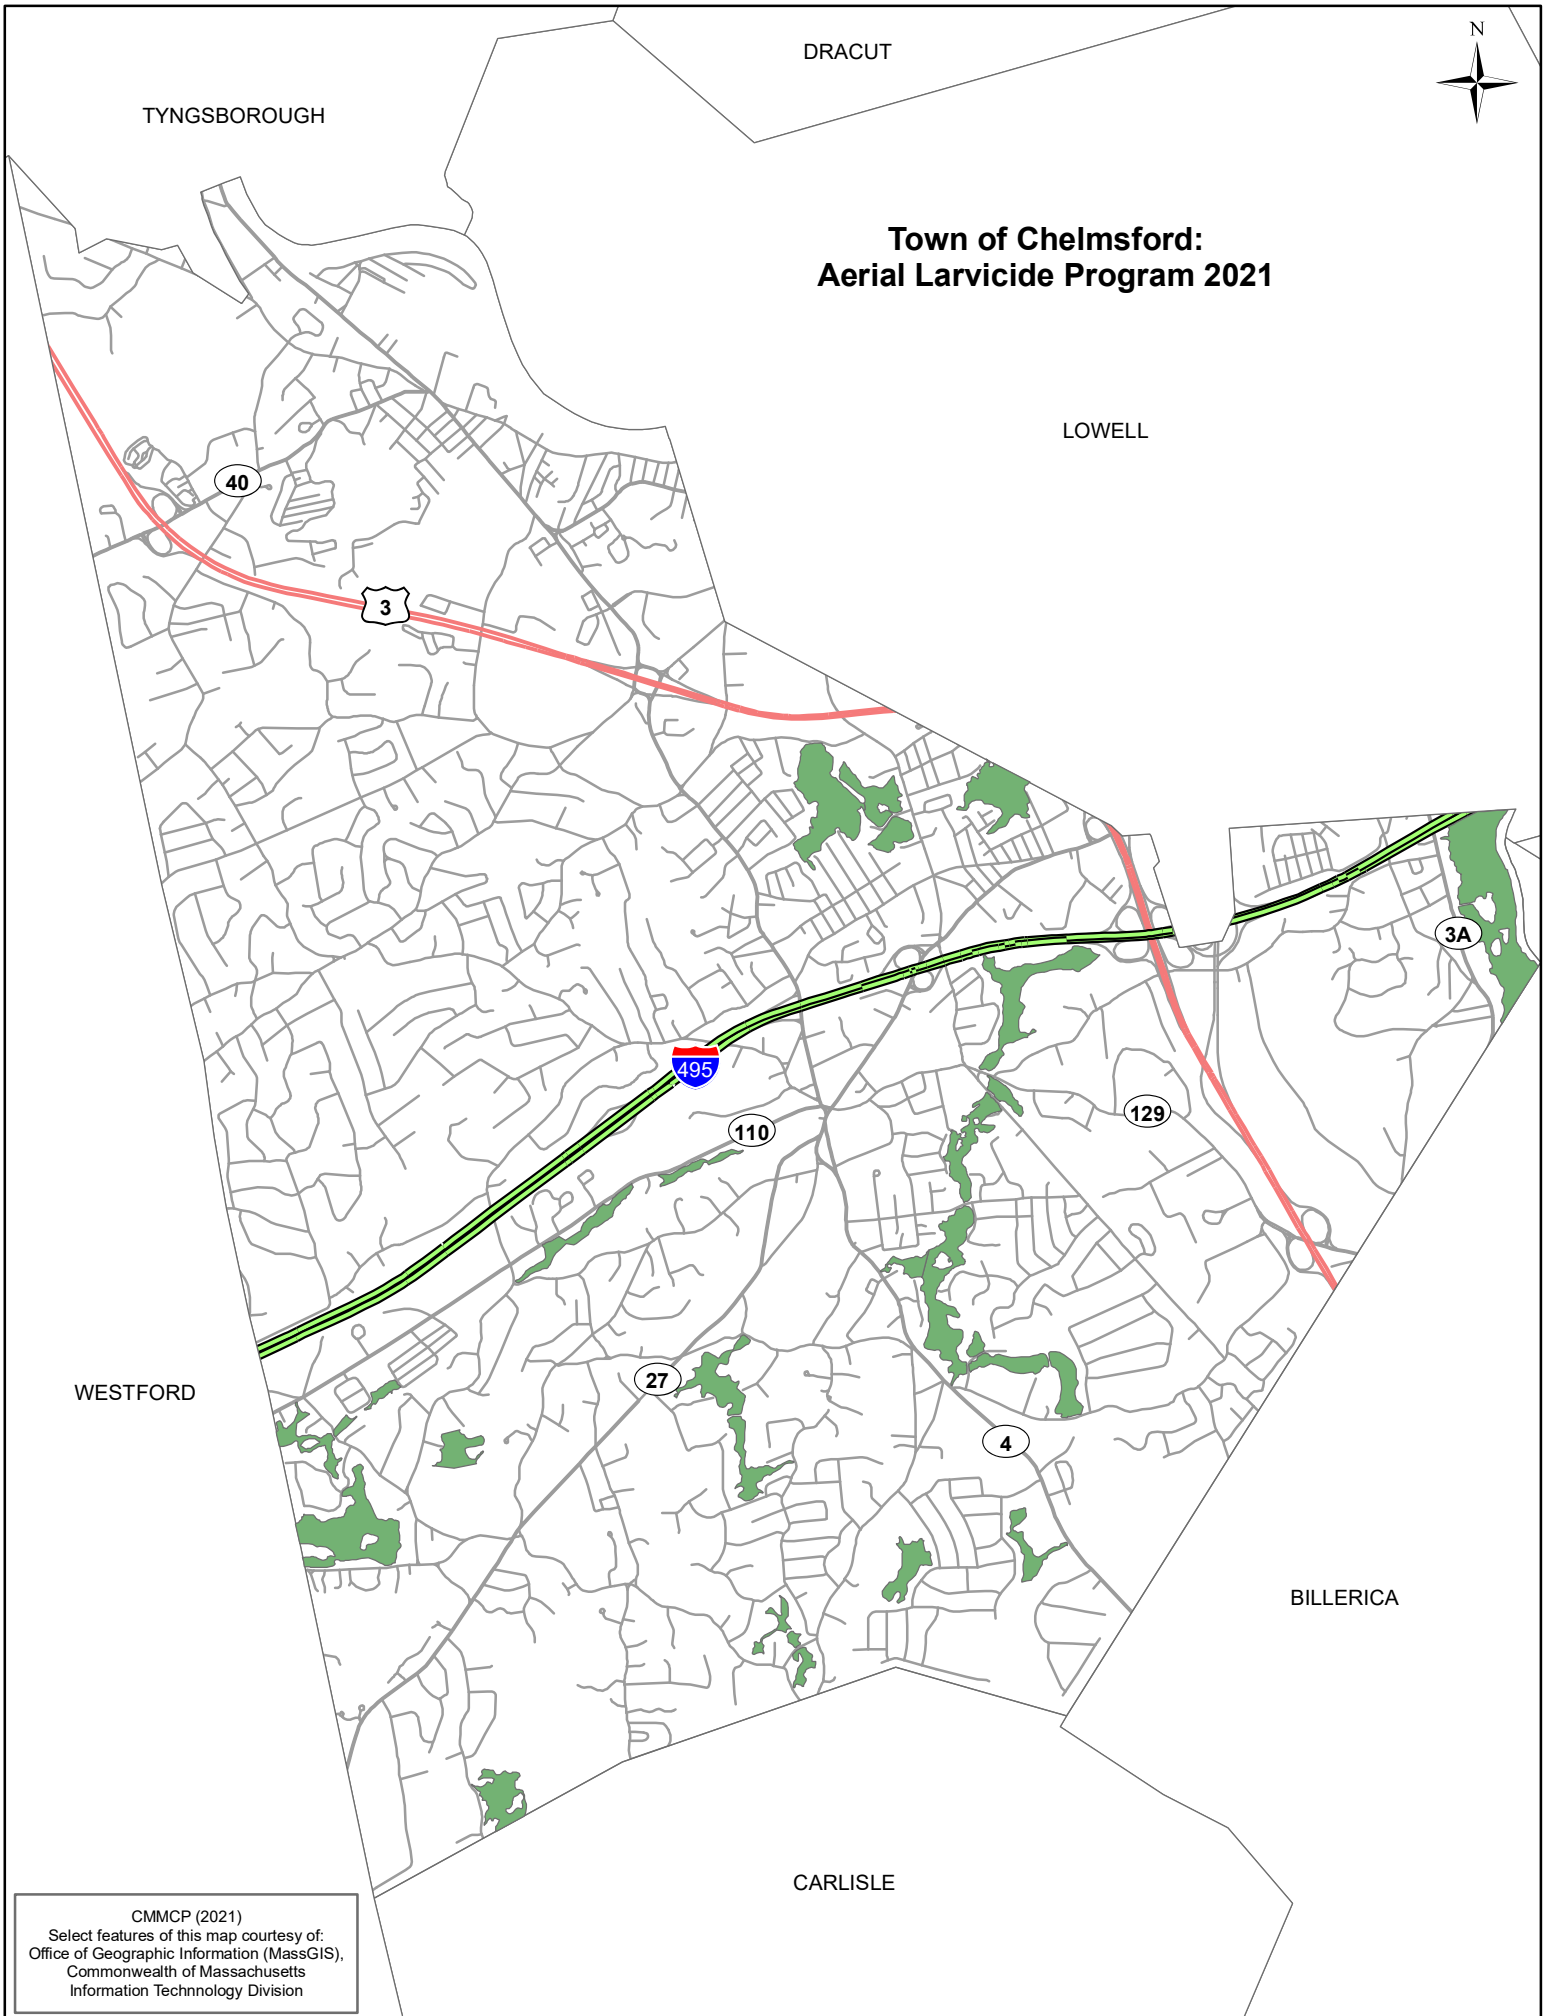 DRACUT
N
TYNGSBOROUGH
Town of Chelmsford:
Aerial Larvicide Program 2021
LOWELL
40
3
3A
495
129
110
WESTFORD
27
4
BILLERICA
CARLISLE
CMMCP (2021)
Select features of this map courtesy of:
Office of Geographic Information (MassGIS),
Commonwealth of Massachusetts
Information Technnology Division